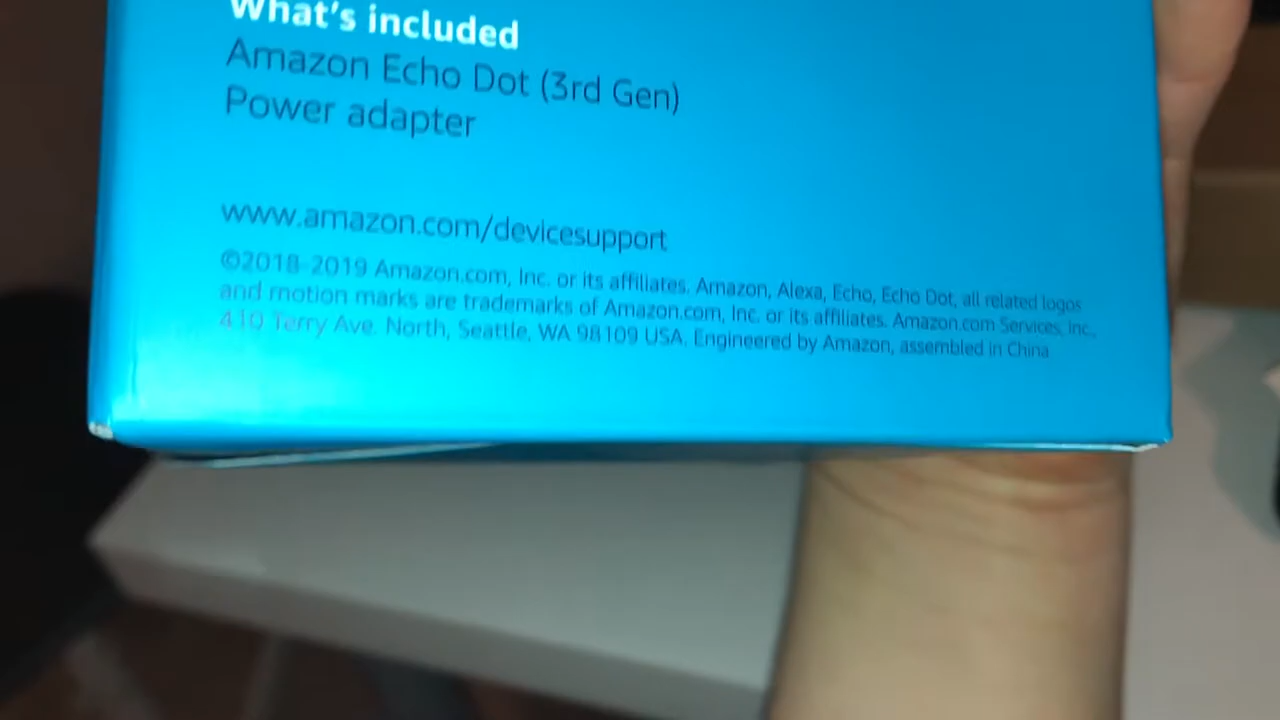 What's included
Amazon Echo Dot (3rd Gen)
Power adapter
www.amazon.com/devicesupport
©2018-2019 Amazon.com, Inc. or its affiliates. Amazon, Alexa, Echo, Echo Dot, all related logos
and motion marks are trademarks of Amazon.com, Inc. or its affiliates. Amazon.com Services, Inc.,
410 Terry Ave. North, Seattle, WA 98109 USA. Engineered by Amazon, assembled in China